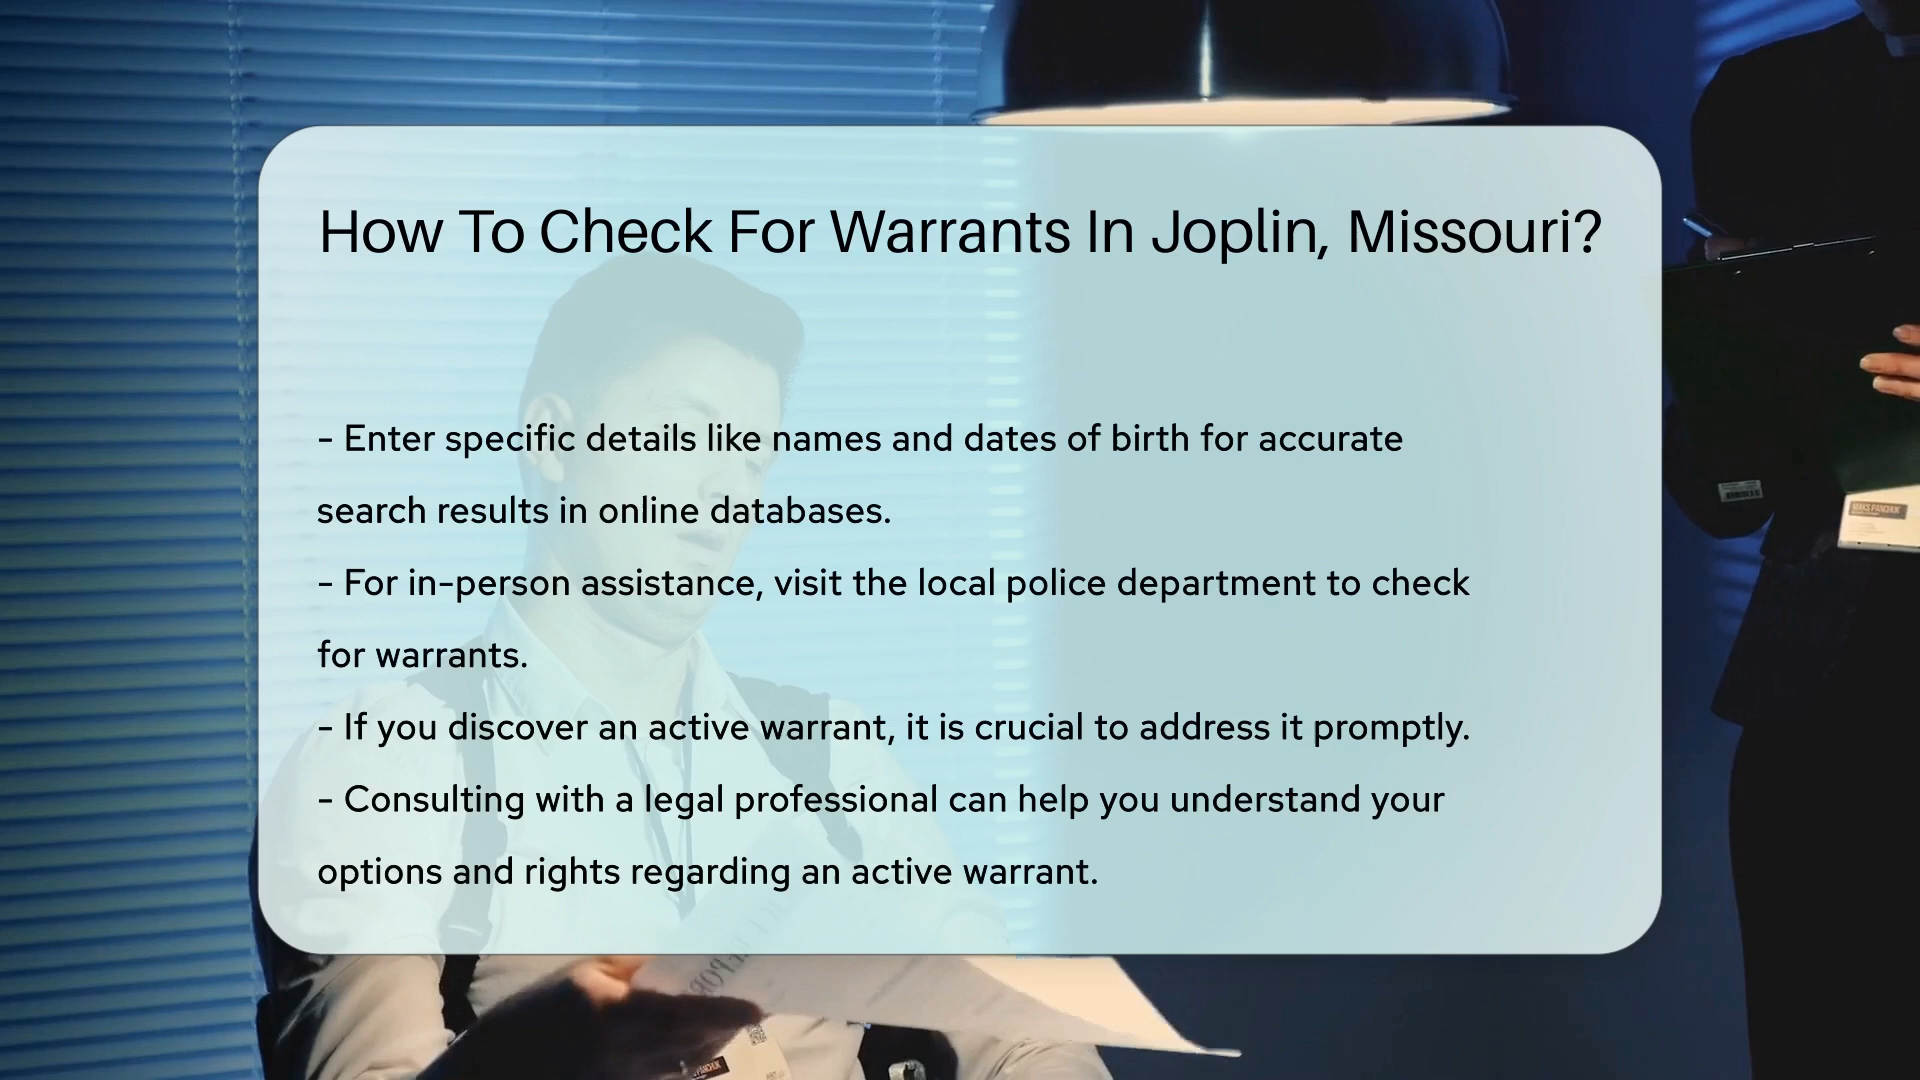 How To Check For Warrants In Joplin, Missouri?
- Enter specific details like names and dates of birth for accurate
search results in online databases.
- For in-person assistance, visit the local police department to check
for warrants.
- If you discover an active warrant, it is crucial to address it promptly.
- Consulting with a legal professional can help you understand your
options and rights regarding an active warrant.
MAKS PANCHUK